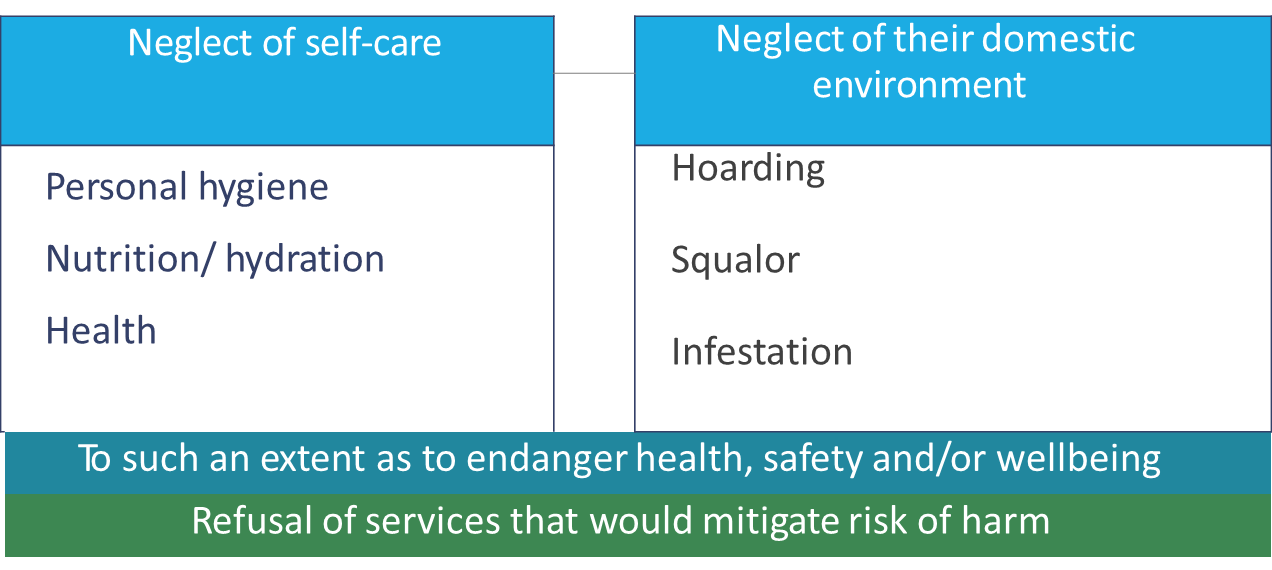 Neglect of self-care
Personal hygiene
Nutrition/ hydration
Health
Neglect of their domestic
environment
Hoarding
Squalor
Infestation
To such an extent as to endanger health, safety and/or wellbeing
Refusal of services that would mitigate risk of harm